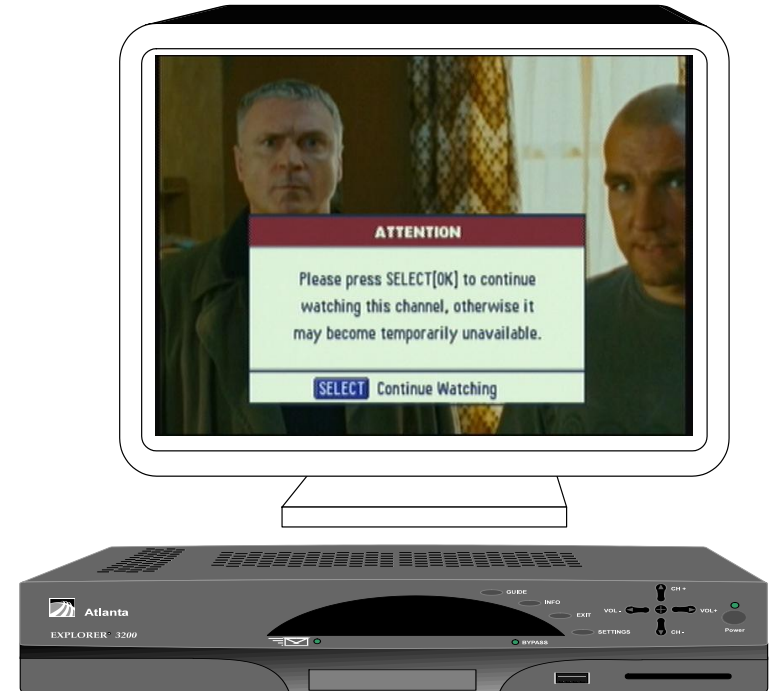 ATTENTION
Please press SELECT[OK] to continue
watching this channel, otherwise it
may become temporarily unavailable.
SELECT Continue Watching
GUIDE
INFO
EXIT
SETTINGS
CH +
VOL - VOL+
CH -
Power
Atlanta
EXPLORER® 3200
BYPASS